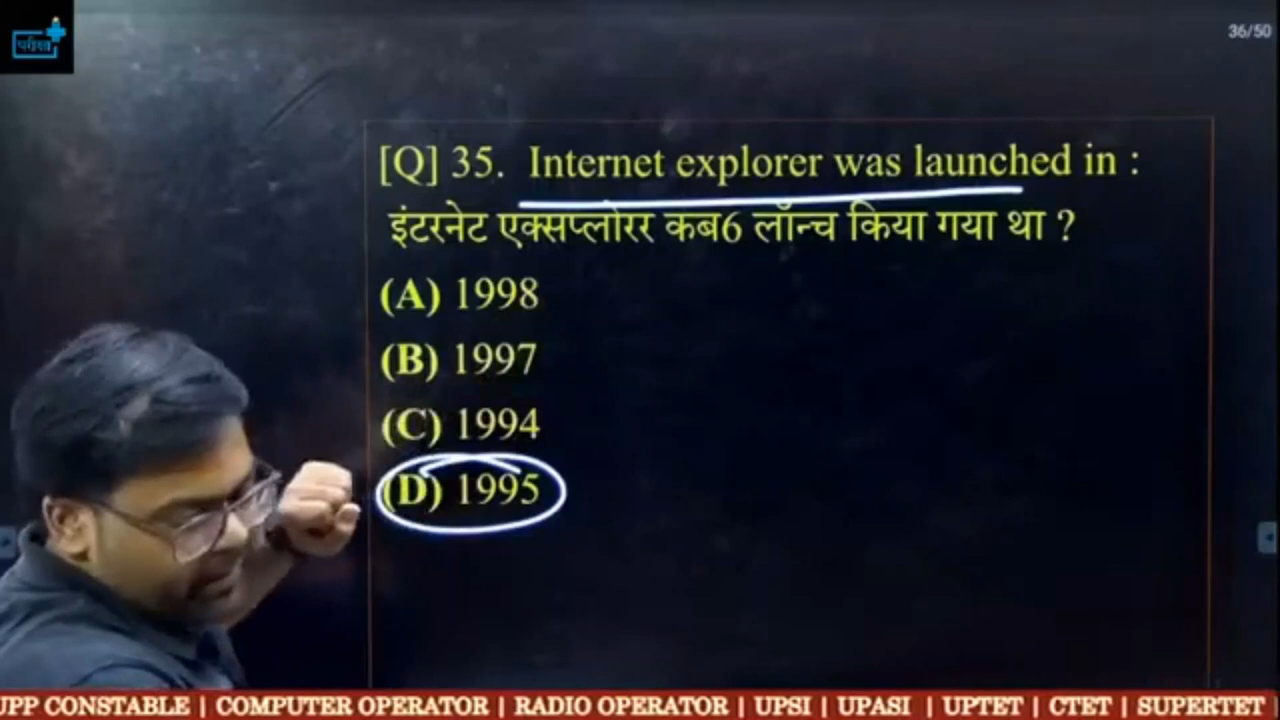 परीक्षा
36/50
[Q] 35. Internet explorer was launched in :
इंटरनेट एक्सप्लोरर कब6 लॉन्च किया गया था ?
(A) 1998
(B) 1997
(C) 1994
(D) 1995
UPP CONSTABLE | COMPUTER OPERATOR | RADIO OPERATOR | UPSI | UPASI | UPTET | CTET | SUPERTET